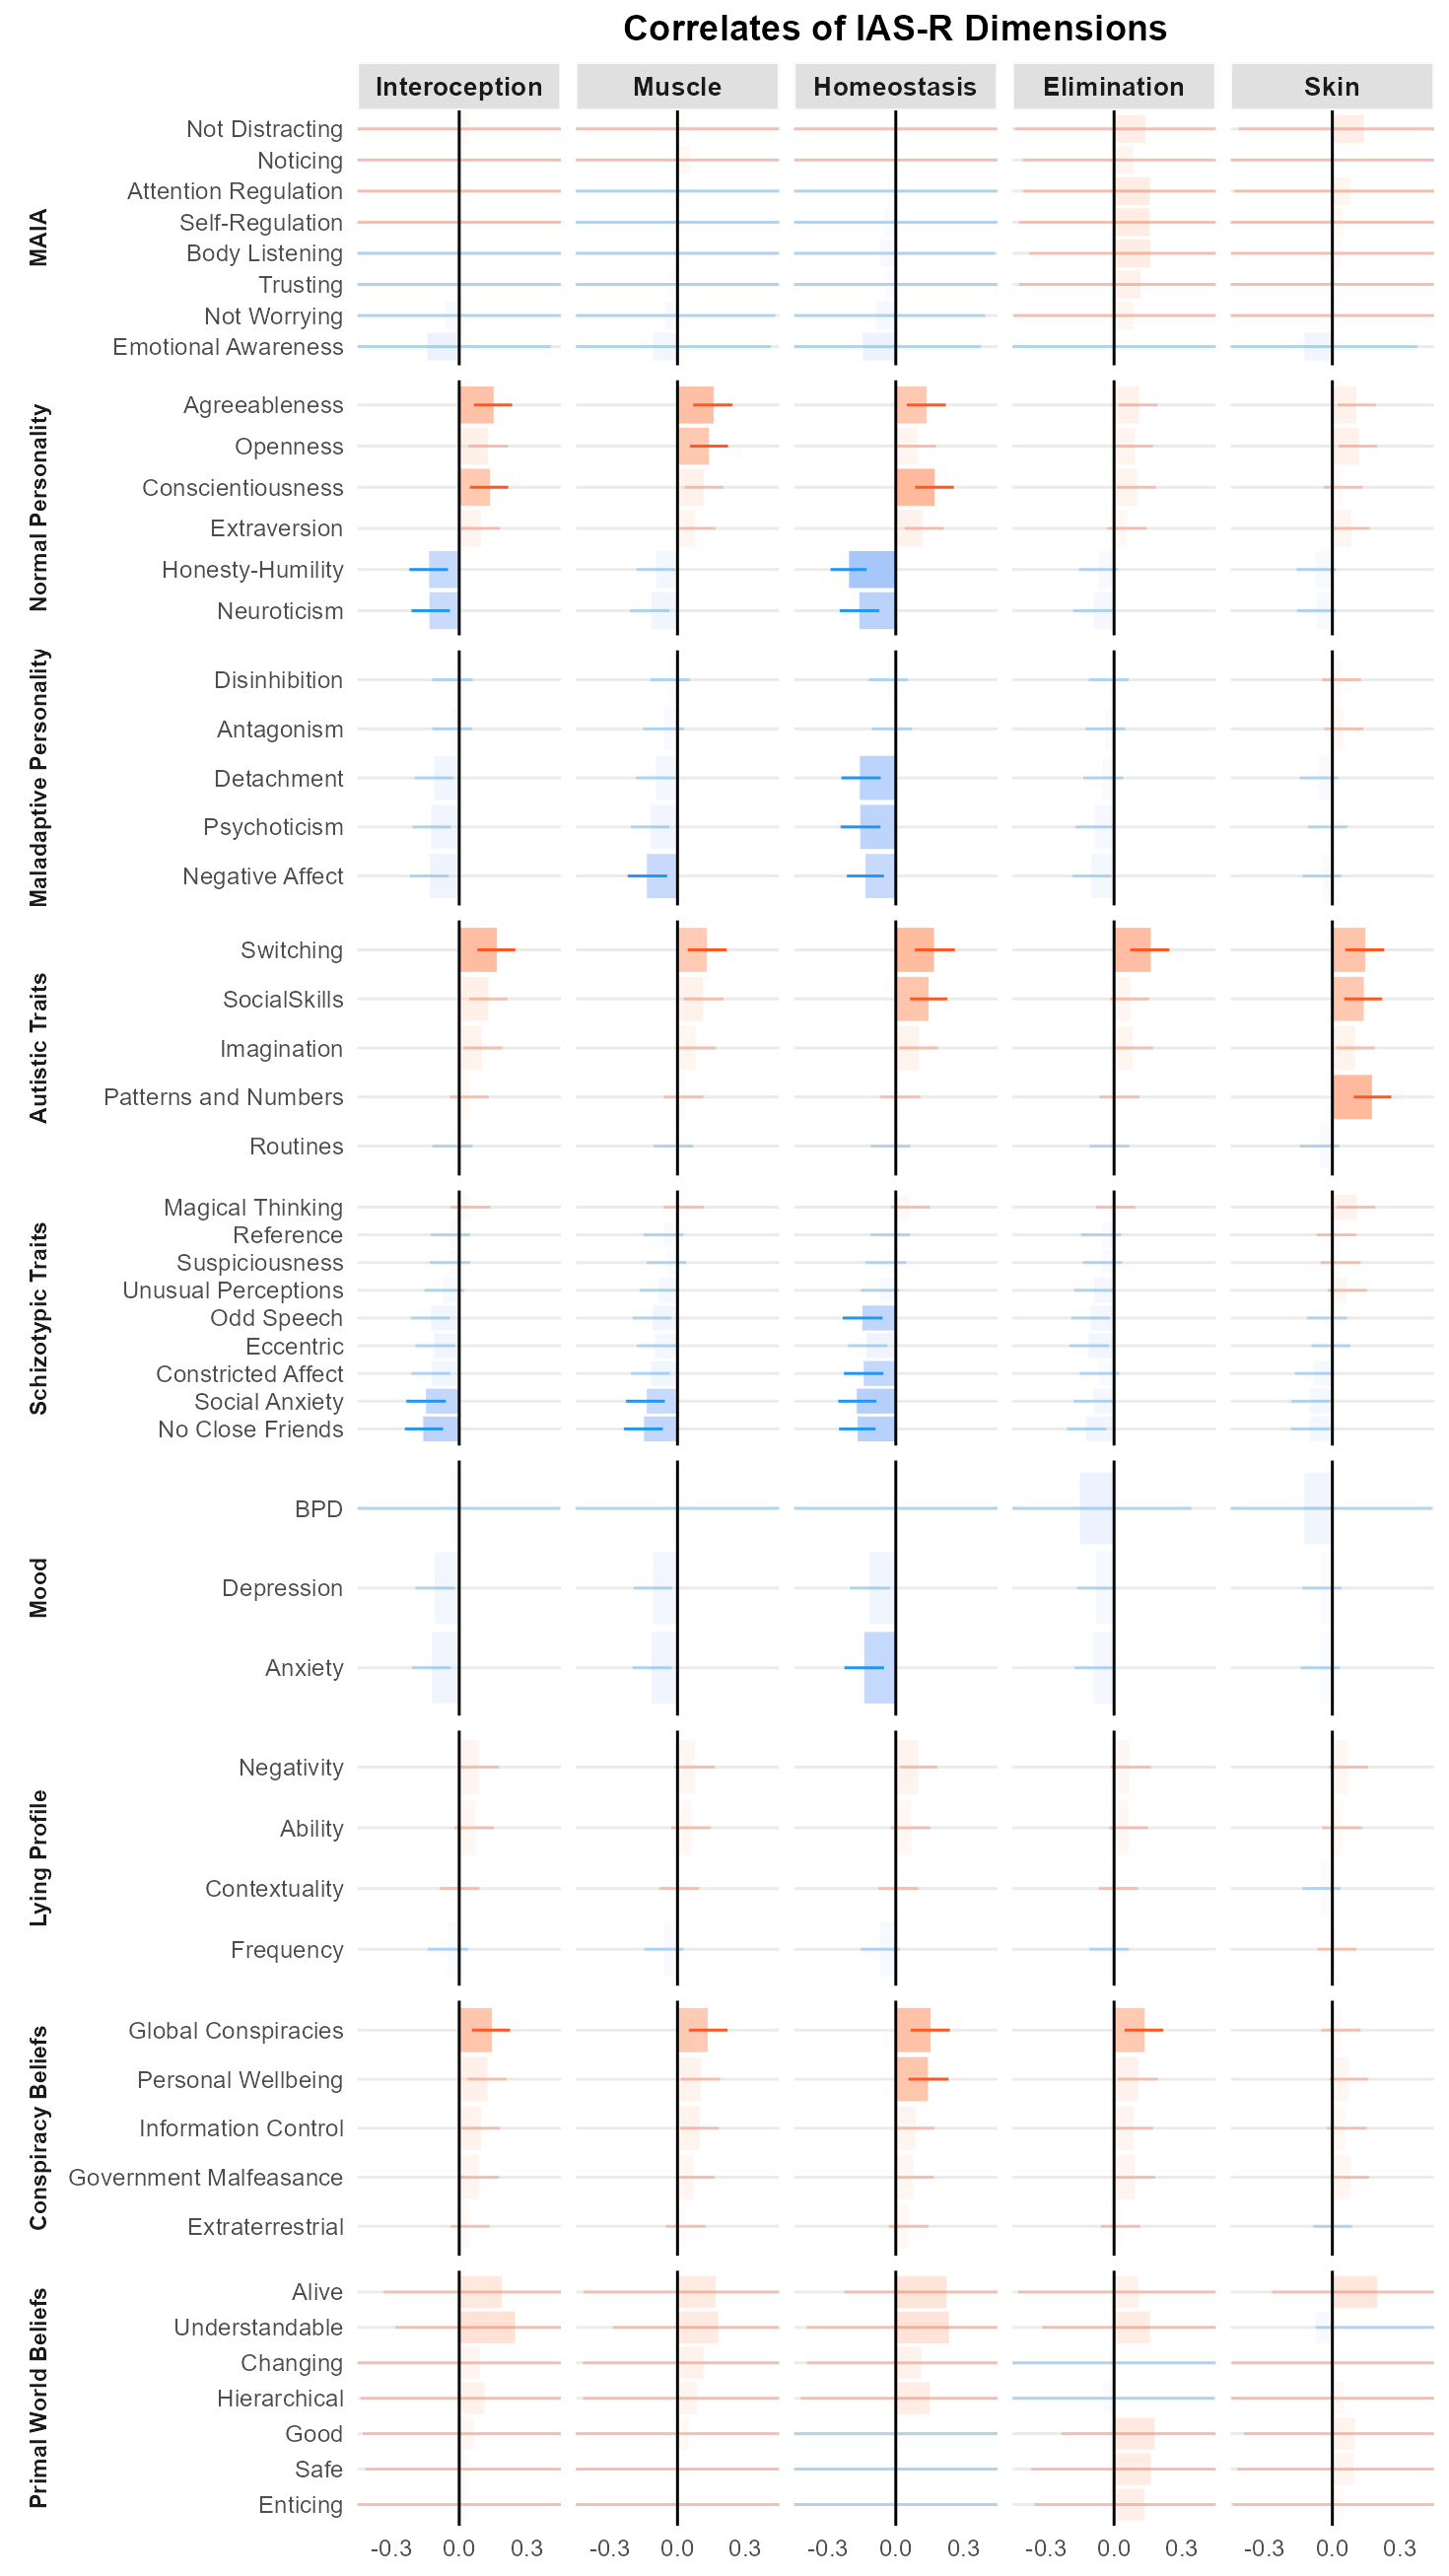 Correlates of IAS-R Dimensions
Interoception Muscle Homeostasis Elimination Skin
MAIA
Not Distracting
Noticing
Attention Regulation
Self-Regulation
Body Listening
Trusting
Not Worrying
Emotional Awareness
Normal Personality
Agreeableness
Openness
Conscientiousness
Extraversion
Honesty-Humility
Neuroticism
Maladaptive Personality
Disinhibition
Antagonism
Detachment
Psychoticism
Negative Affect
Autistic Traits
Switching
SocialSkills
Imagination
Patterns and Numbers
Routines
Schizotypic Traits
Magical Thinking
Reference
Suspiciousness
Unusual Perceptions
Odd Speech
Eccentric
Constricted Affect
Social Anxiety
No Close Friends
Mood
BPD
Depression
Anxiety
Lying Profile
Negativity
Ability
Contextuality
Frequency
Conspiracy Beliefs
Global Conspiracies
Personal Wellbeing
Information Control
Government Malfeasance
Extraterrestrial
Primal World Beliefs
Alive
Understandable
Changing
Hierarchical
Good
Safe
Enticing
-0.3 0.0 0.3 -0.3 0.0 0.3 -0.3 0.0 0.3 -0.3 0.0 0.3 -0.3 0.0 0.3